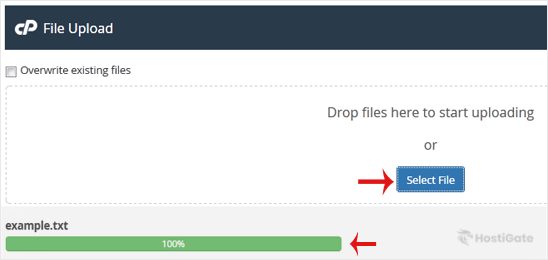 cP File Upload
Overwrite existing files
Drop files here to start uploading
or
Select File
example.txt
100%
HostiGate